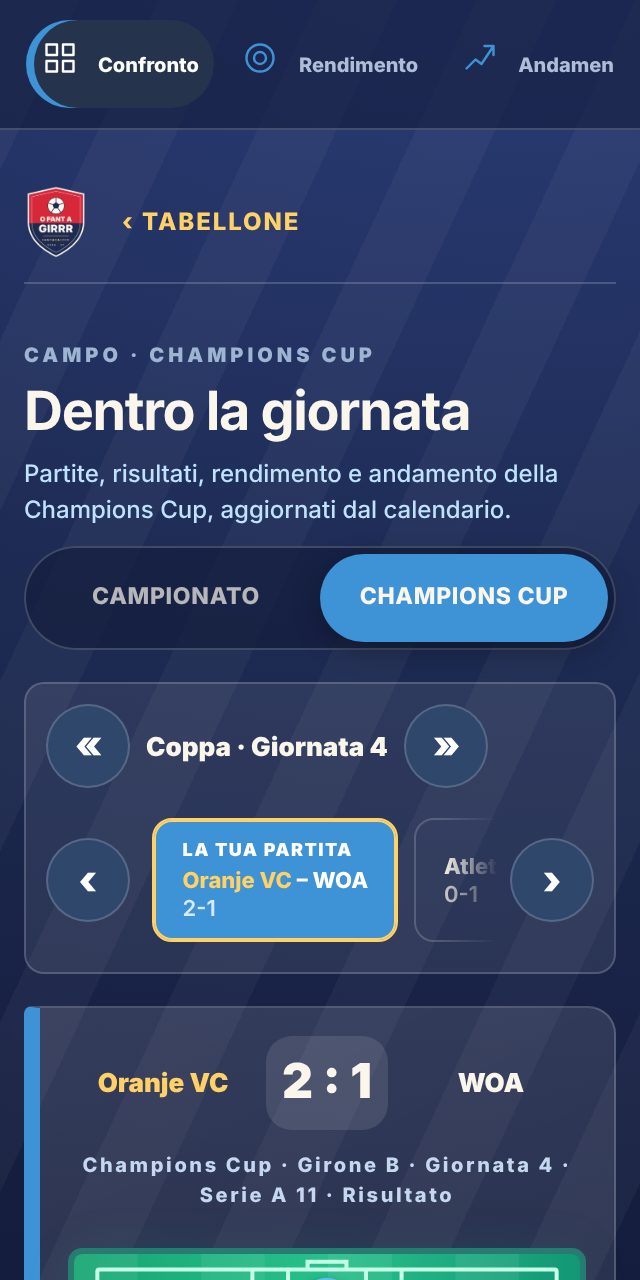 Confronto
Rendimento
Andamen
O FANT A
GIRRR
‹ TABELLONE
CAMPO · CHAMPIONS CUP
Dentro la giornata
Partite, risultati, rendimento e andamento della
Champions Cup, aggiornati dal calendario.
CAMPIONATO
CHAMPIONS CUP
« Coppa · Giornata 4 »
LA TUA PARTITA
Oranje VC – WOA
2-1
Atlet
0-1
Oranje VC 2 : 1 WOA
Champions Cup · Girone B · Giornata 4 ·
Serie A 11 · Risultato